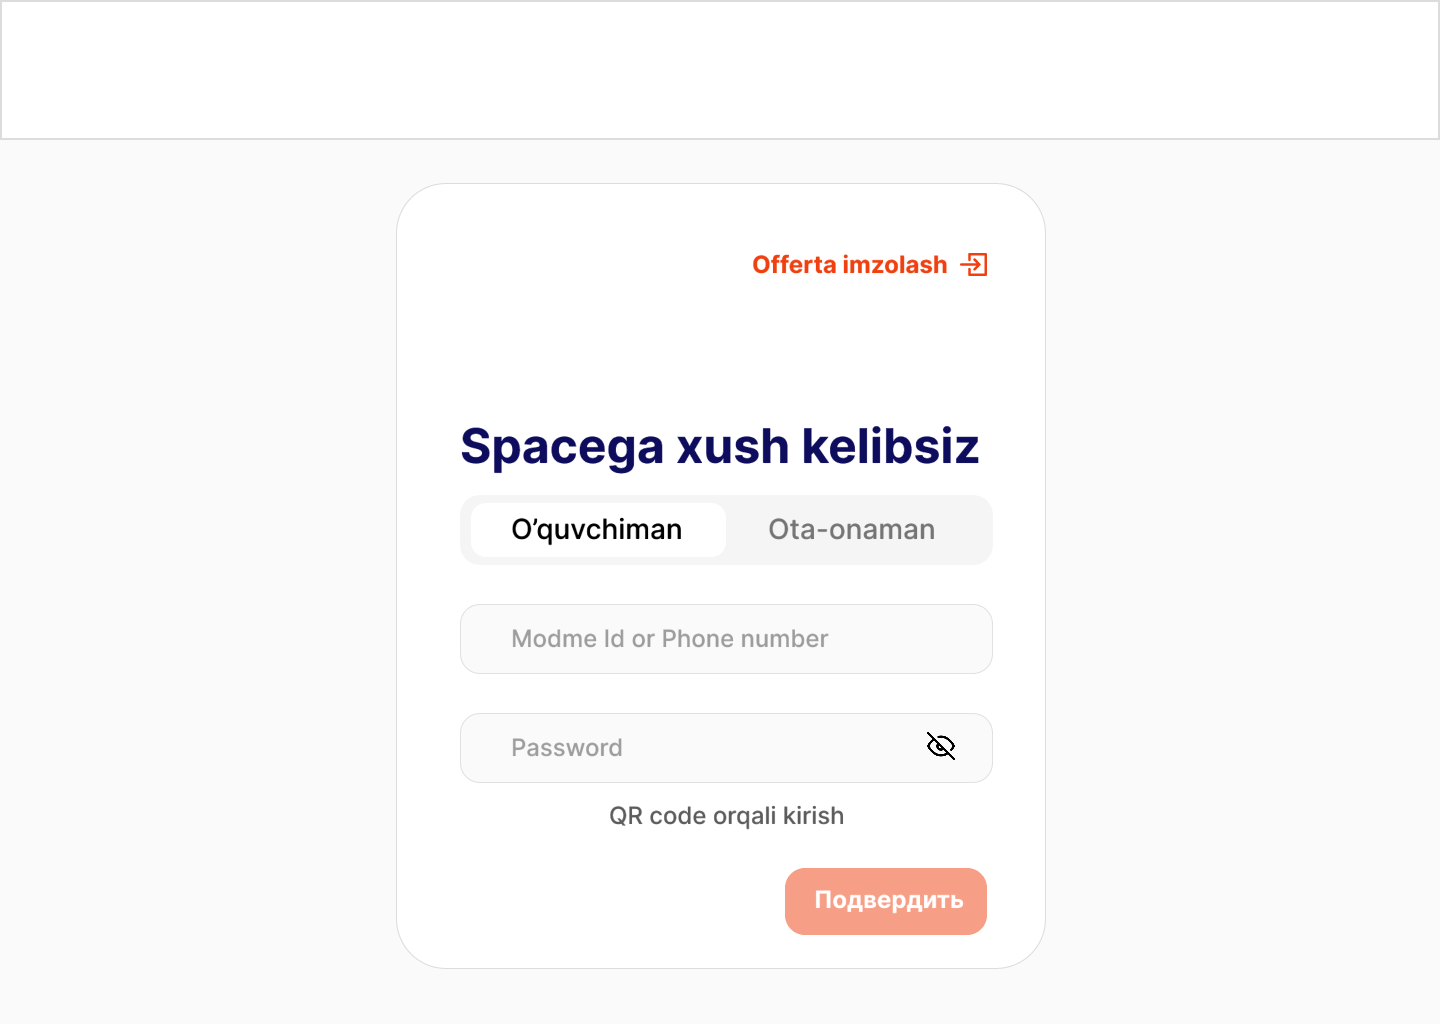 Offerta imzolash
Spacega xush kelibsiz
O’quvchiman
Ota-onaman
Modme Id or Phone number
Password
QR code orqali kirish
Подвердить